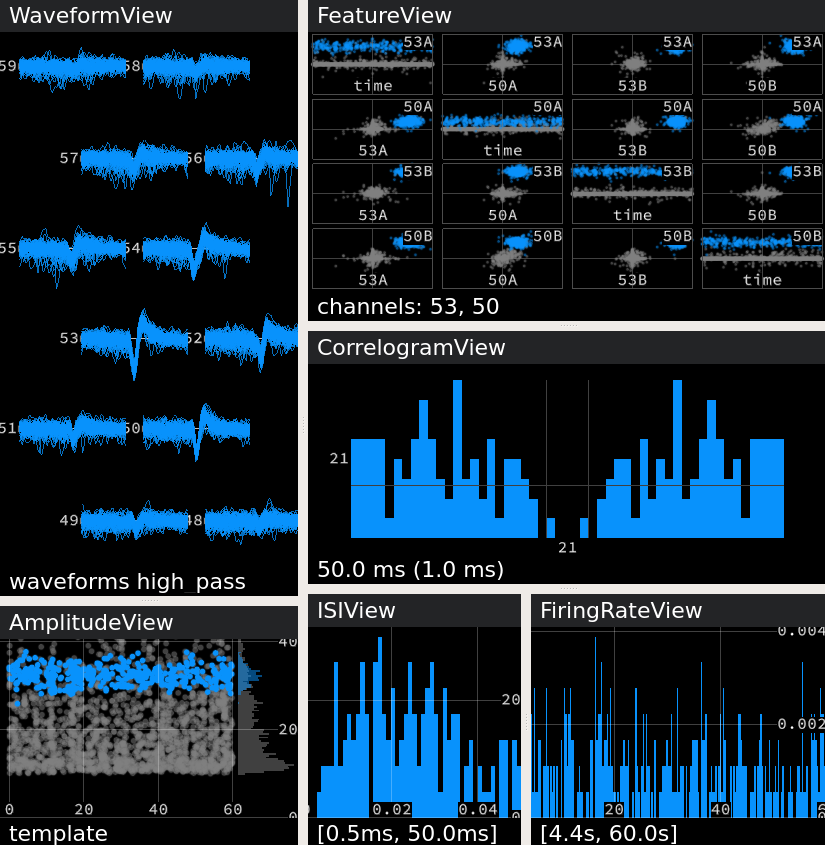 WaveformView
59 58
57 56
55 54
53 52
51 50
49 48
waveforms high_pass
FeatureView
53A 53A 53A 53A
time 50A 53B 50B
50A 50A 50A 50A
53A time 53B 50B
53B 53B 53B 53B
53A 50A time 50B
50B 50B 50B 50B
53A 50A 53B time
channels: 53, 50
CorrelogramView
21
21
50.0 ms (1.0 ms)
AmplitudeView
40
20
0
0 20 40 60
template
ISIView
20
0.02 0.04
[0.5ms, 50.0ms]
FiringRateView
0.004
0.002
20 40
[4.4s, 60.0s]